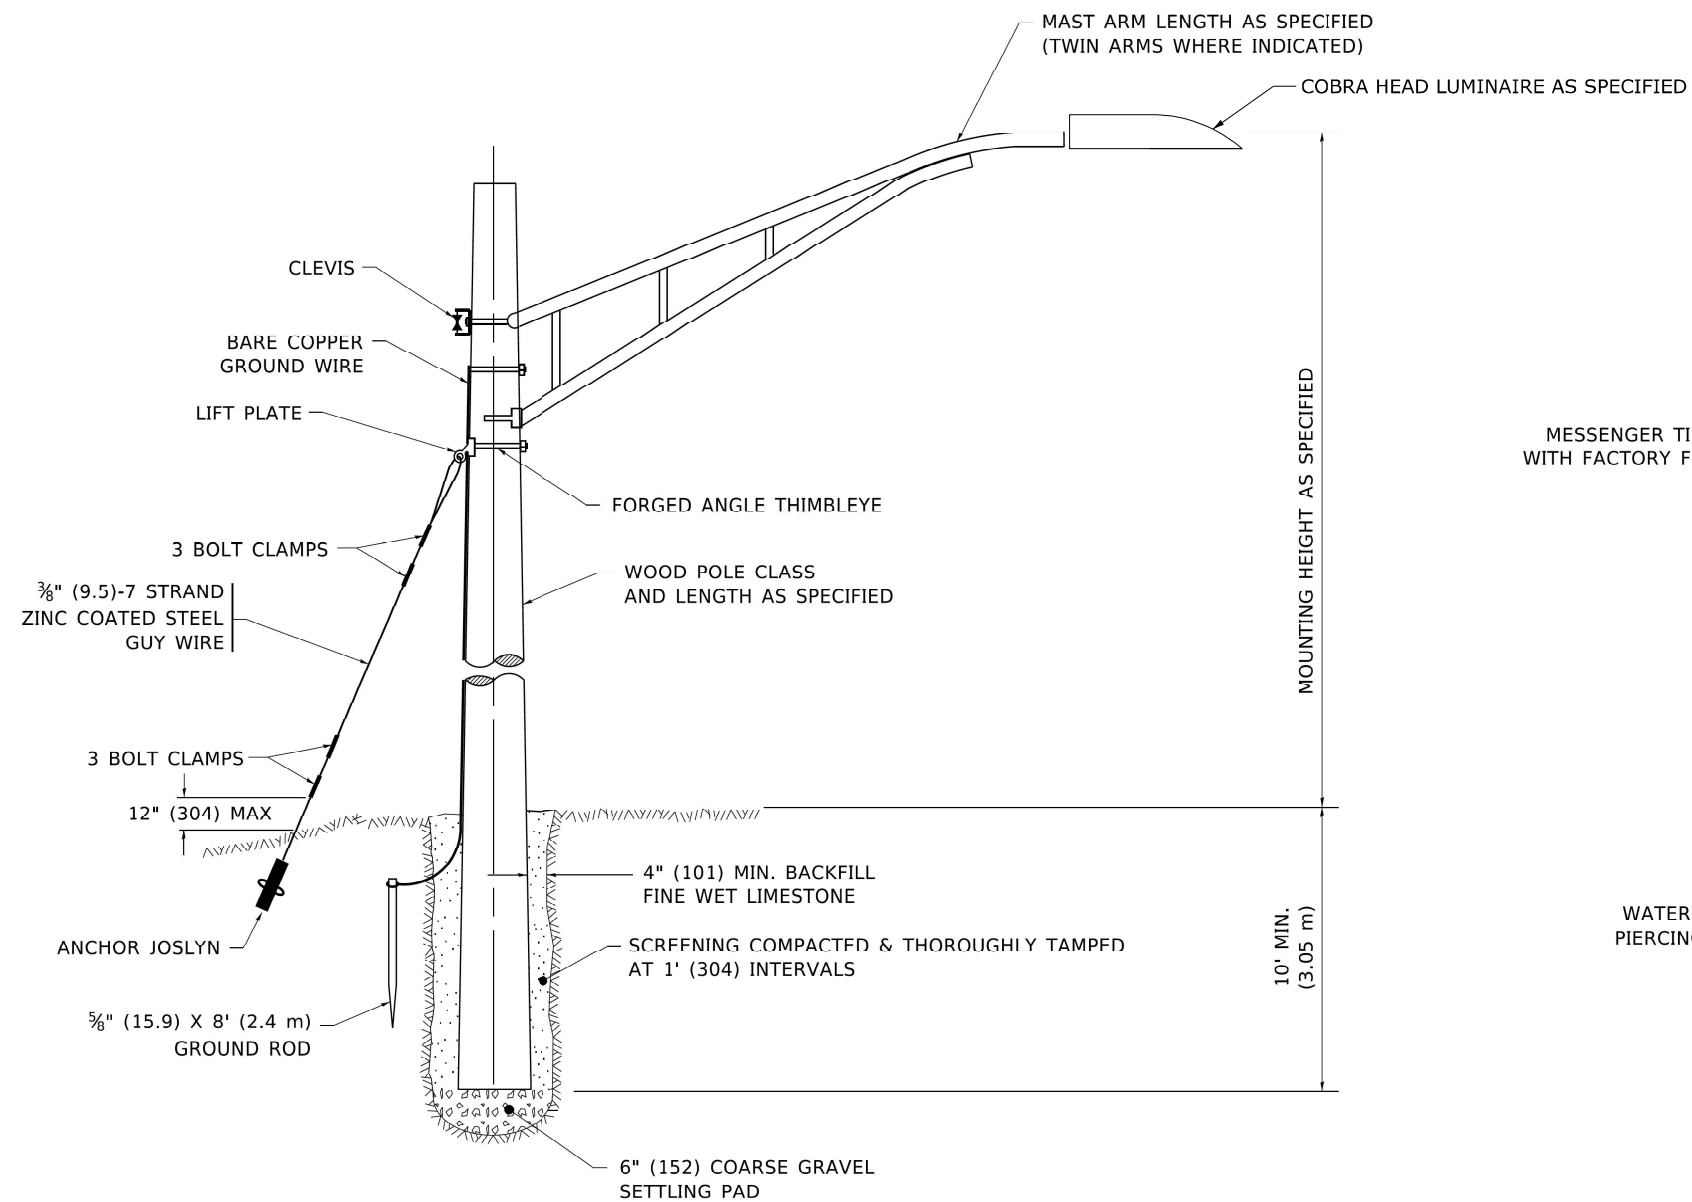 MAST ARM LENGTH AS SPECIFIED
(TWIN ARMS WHERE INDICATED)
COBRA HEAD LUMINAIRE AS SPECIFIED
CLEVIS
BARE COPPER
GROUND WIRE
LIFT PLATE
FORGED ANGLE THIMBLEYE
3 BOLT CLAMPS
⅜" (9.5)-7 STRAND
ZINC COATED STEEL
GUY WIRE
WOOD POLE CLASS
AND LENGTH AS SPECIFIED
MOUNTING HEIGHT AS SPECIFIED
MESSENGER
WITH FACTORY
3 BOLT CLAMPS
12" (304) MAX
4" (101) MIN. BACKFILL
FINE WET LIMESTONE
WATER
ANCHOR JOSLYN
SCREENING COMPACTED & THOROUGHLY TAMPED
AT 1' (304) INTERVALS
10' MIN.
(3.05 m)
⅝" (15.9) X 8' (2.4 m)
GROUND ROD
6" (152) COARSE GRAVEL
SETTLING PAD